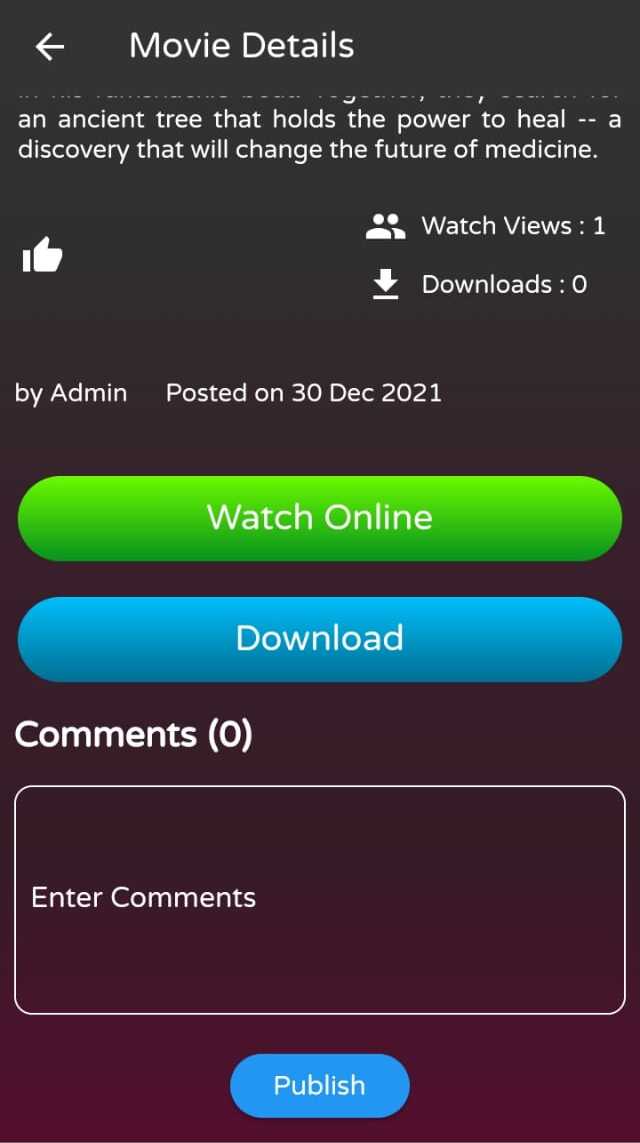 Movie Details
an ancient tree that holds the power to heal -- a
discovery that will change the future of medicine.
Watch Views : 1
Downloads : 0
by Admin Posted on 30 Dec 2021
Watch Online
Download
Comments (0)
Enter Comments
Publish